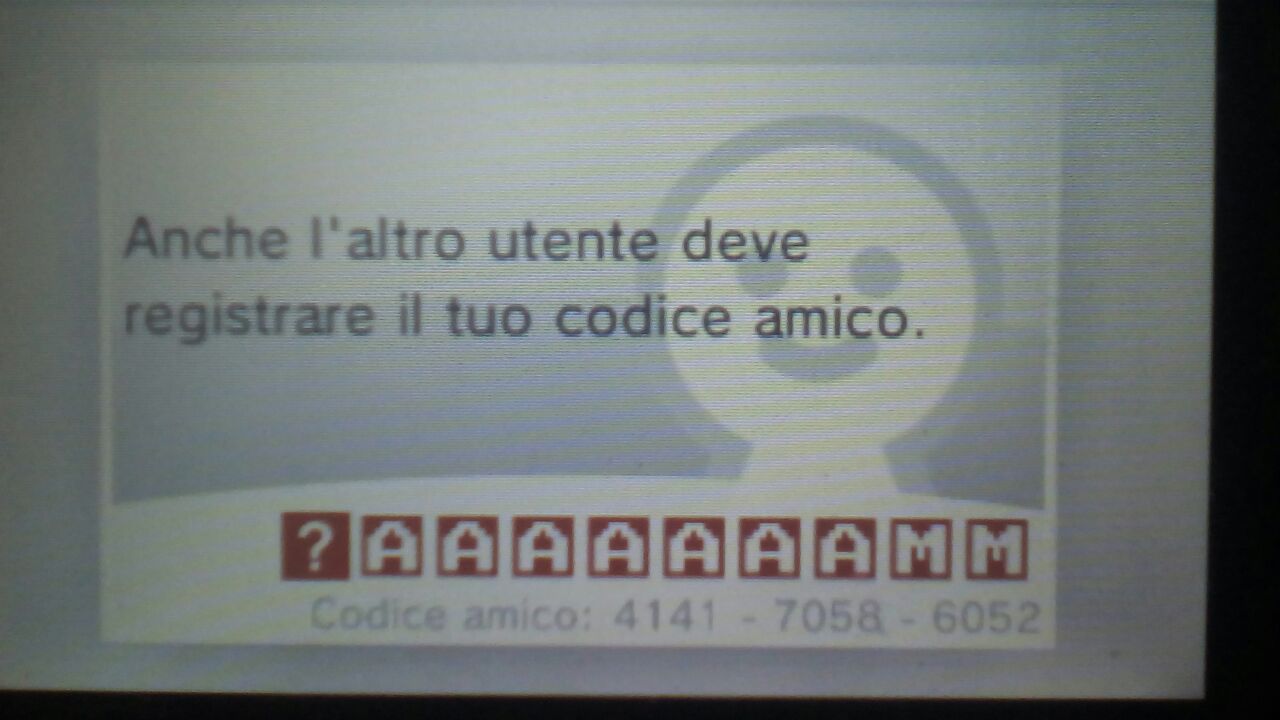 Anche l'altro utente deve
registrare il tuo codice amico.
?AAAAAAAMM
Codice amico: 4141 - 7058 - 6052